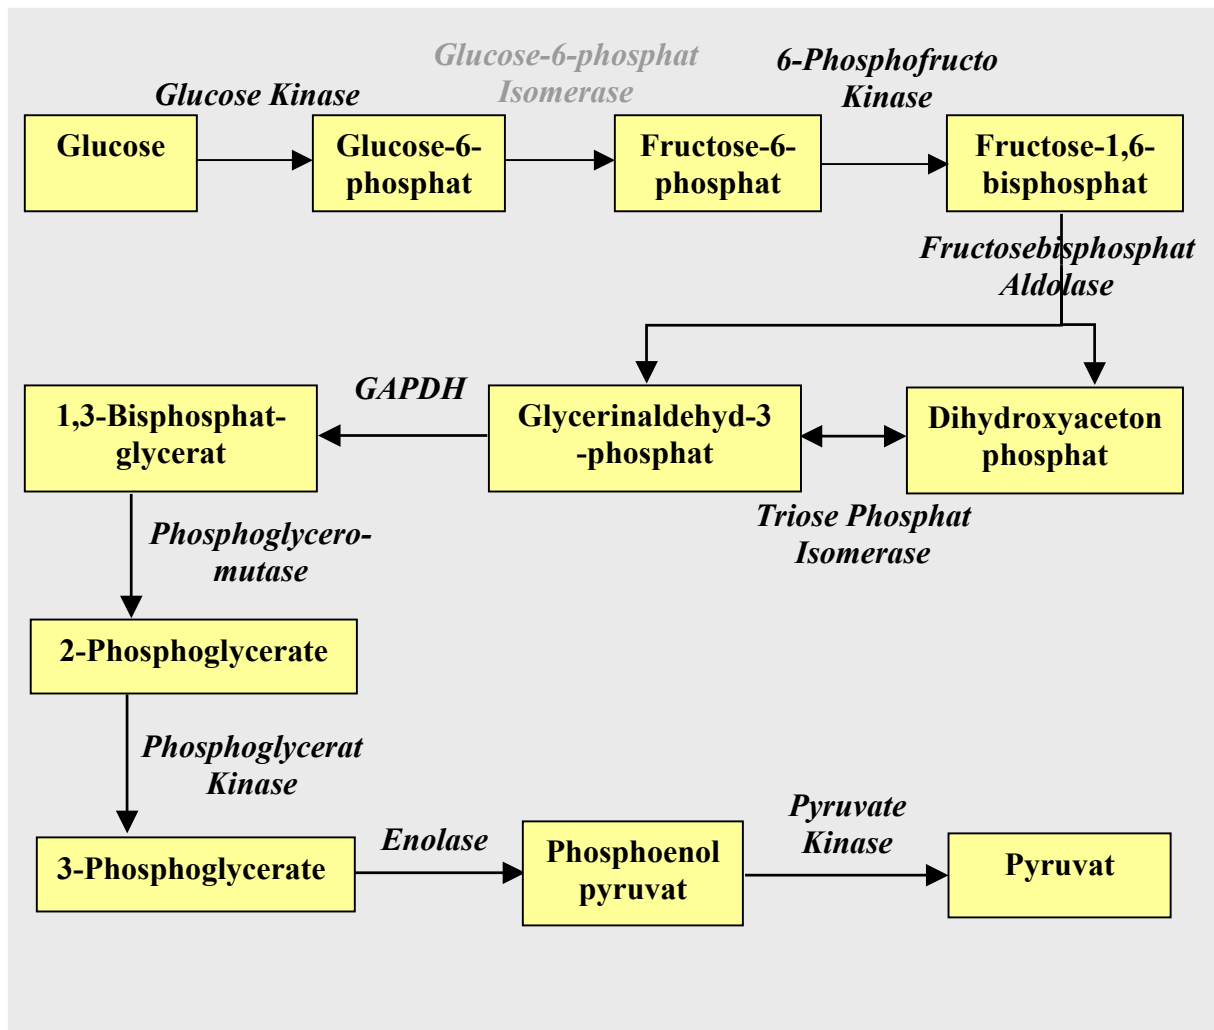 Glucose Kinase
Glucose-6-phosphat
Isomerase
6-Phosphofructo
Kinase
Glucose
Glucose-6-
phosphat
Fructose-6-
phosphat
Fructose-1,6-
bisphosphat
Fructosebisphosphat
Aldolase
1,3-Bisphosphat-
glycerat
GAPDH
Glycerinaldehyd-3
-phosphat
Dihydroxyaceton
phosphat
Triose Phosphat
Isomerase
Phosphoglycero-
mutase
2-Phosphoglycerate
Phosphoglycerat
Kinase
3-Phosphoglycerate
Enolase
Phosphoenol
pyruvat
Pyruvate
Kinase
Pyruvat